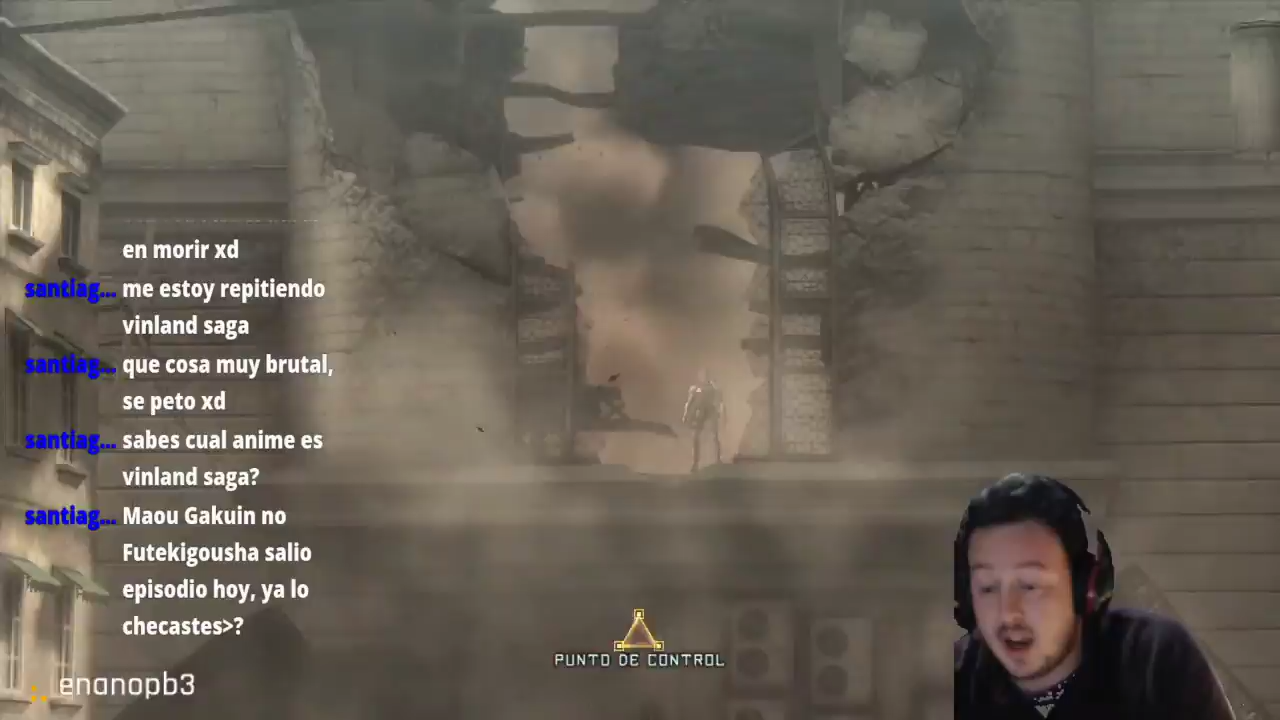 en morir xd
santiag... me estoy repitiendo
vinland saga
santiag... que cosa muy brutal,
se peto xd
santiag... sabes cual anime es
vinland saga?
santiag... Maou Gakuin no
Futekigousha salio
episodio hoy, ya lo
checastes>?
PUNTO DE CONTROL
enanopb3